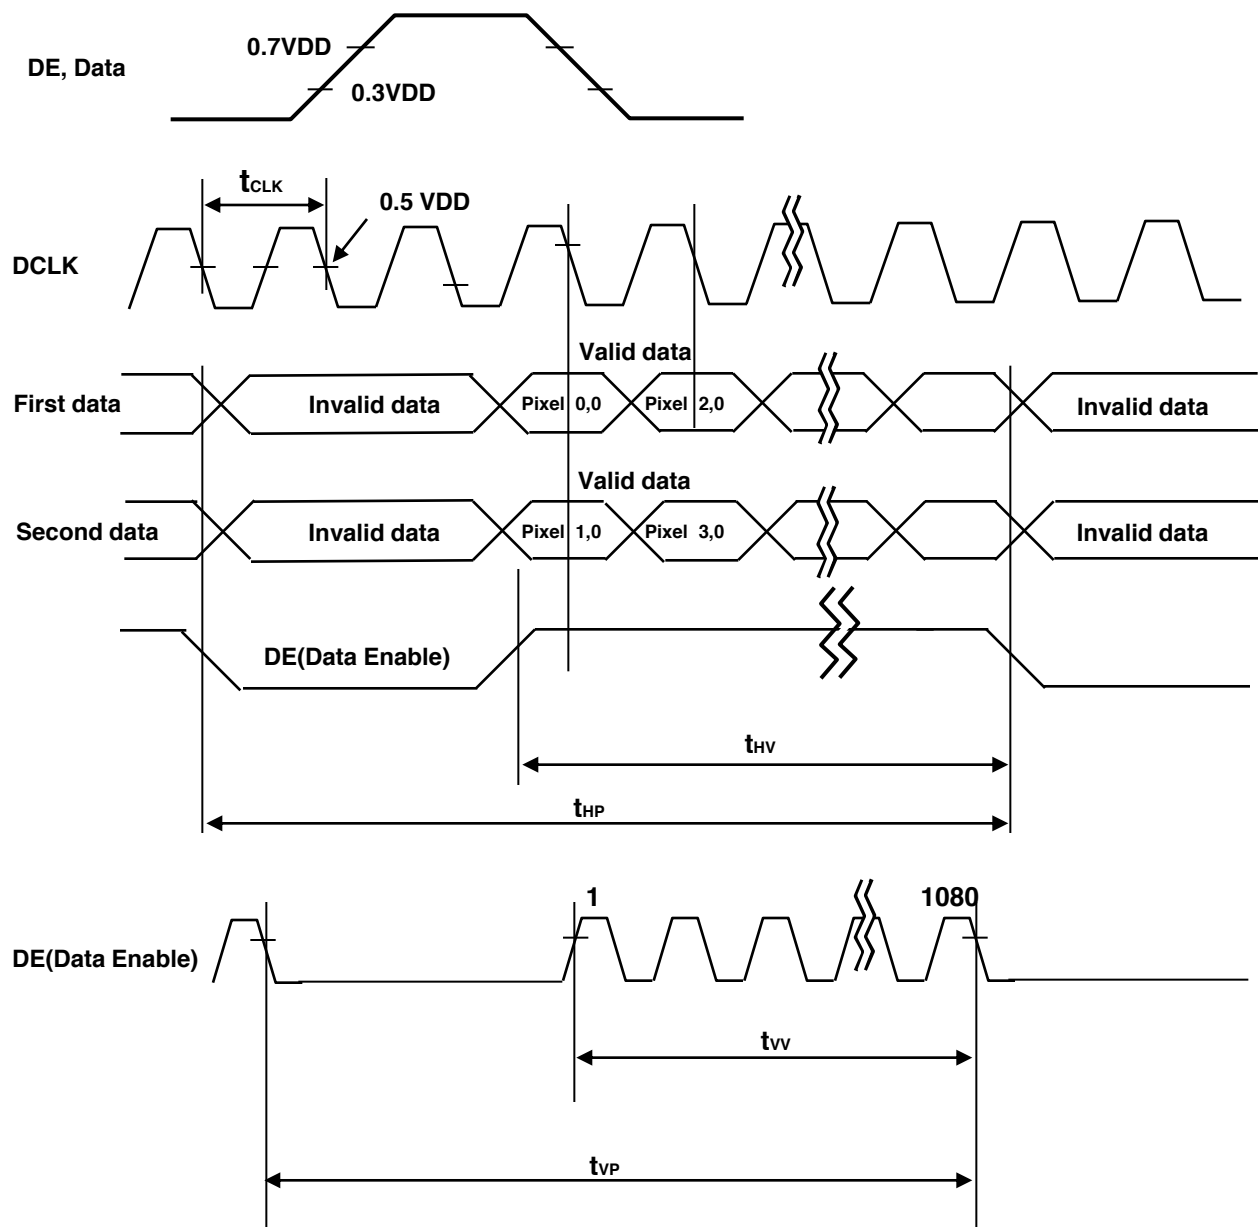 0.7VDD
DE, Data
0.3VDD
tCLK
0.5 VDD
DCLK
Valid data
First data
Invalid data
Pixel 0,0
Pixel 2,0
Invalid data
Valid data
Second data
Invalid data
Pixel 1,0
Pixel 3,0
Invalid data
DE(Data Enable)
tHV
tHP
1
1080
DE(Data Enable)
tVV
tVP